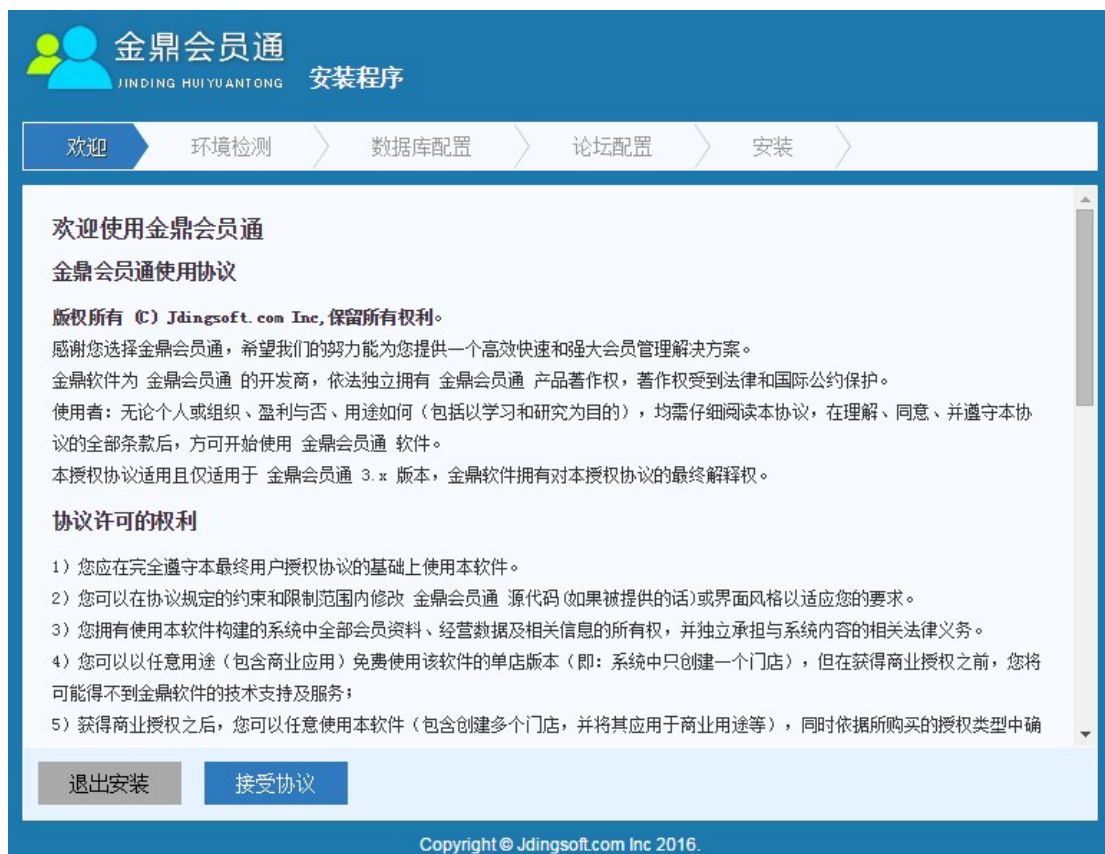 金鼎会员通
JINDING HUIYUANTONG
安装程序
欢迎 环境检测 数据库配置 论坛配置 安装
欢迎使用金鼎会员通
金鼎会员通使用协议
版权所有 (C) Jdingsoft.com Inc,保留所有权利。
感谢您选择金鼎会员通，希望我们的努力能为您提供一个高效快速和强大会员管理解决方案。
金鼎软件为 金鼎会员通 的开发商，依法独立拥有 金鼎会员通 产品著作权，著作权受到法律和国际公约保护。
使用者：无论个人或组织、盈利与否、用途如何（包括以学习和研究为目的），均需仔细阅读本协议，在理解、同意、并遵守本协
议的全部条款后，方可开始使用 金鼎会员通 软件。
本授权协议适用且仅适用于 金鼎会员通 3.x 版本，金鼎软件拥有对本授权协议的最终解释权。
协议许可的权利
1）您应在完全遵守本最终用户授权协议的基础上使用本软件。
2）您可以在协议规定的约束和限制范围内修改 金鼎会员通 源代码(如果被提供的话)或界面风格以适应您的要求。
3）您拥有使用本软件构建的系统中全部会员资料、经营数据及相关信息的所有权，并独立承担与系统内容的相关法律义务。
4）您可以以任意用途（包含商业应用）免费使用该软件的单店版本（即：系统中只创建一个门店），但在获得商业授权之前，您将
可能得不到金鼎软件的技术支持及服务；
5）获得商业授权之后，您可以任意使用本软件（包含创建多个门店，并将其应用于商业用途等），同时依据所购买的授权类型中确
退出安装 接受协议
Copyright © Jdingsoft.com Inc 2016.